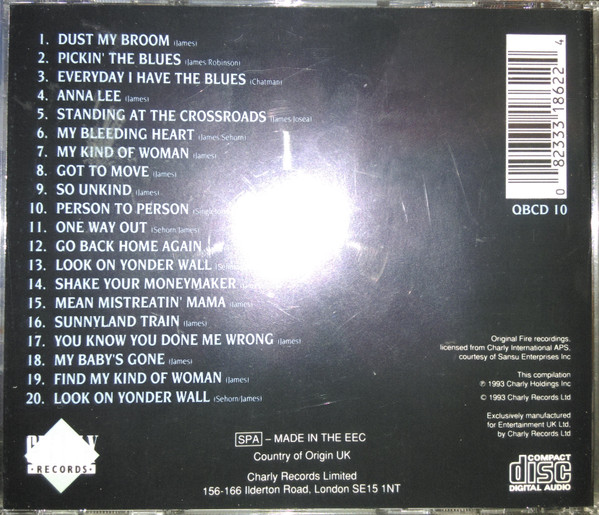 1. DUST MY BROOM (James)
2. PICKIN' THE BLUES (James/Robinson)
3. EVERYDAY I HAVE THE BLUES (Chatman)
4. ANNA LEE (James)
5. STANDING AT THE CROSSROADS (James/Josea)
6. MY BLEEDING HEART (James/Sehorn)
7. MY KIND OF WOMAN (James)
8. GOT TO MOVE (James)
9. SO UNKIND (James)
10. PERSON TO PERSON
11. ONE WAY OUT (Sehorn/James)
12. GO BACK HOME AGAIN
13. LOOK ON YONDER WALL
14. SHAKE YOUR MONEYMAKER (James)
15. MEAN MISTREATIN' MAMA (James)
16. SUNNYLAND TRAIN (James)
17. YOU KNOW YOU DONE ME WRONG (James)
18. MY BABY'S GONE (James)
19. FIND MY KIND OF WOMAN (James)
20. LOOK ON YONDER WALL (Sehorn/James)
0 82333 18622 4
QBCD 10
Original Fire recordings,
licensed from Charly International APS,
courtesy of Sansu Enterprises Inc
This compilation
℗ 1993 Charly Holdings Inc
© 1993 Charly Records Ltd
Exclusively manufactured
for Entertainment UK Ltd.
by Charly Records Ltd
RECORDS
SPA – MADE IN THE EEC
Country of Origin UK
Charly Records Limited
156-166 Ilderton Road, London SE15 1NT
COMPACT
disc
DIGITAL AUDIO